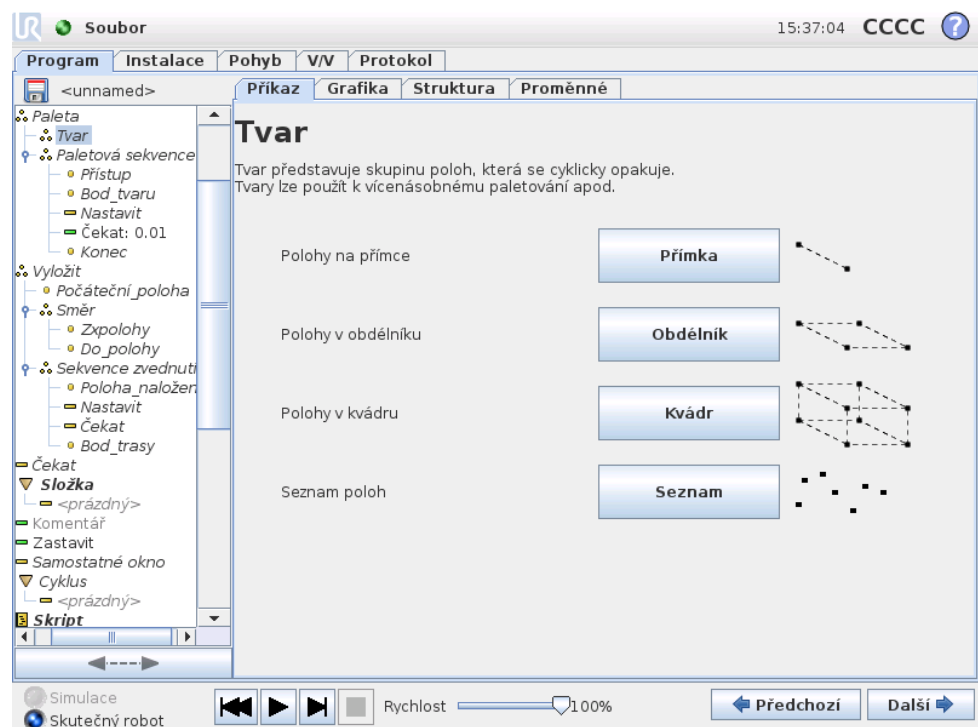 UR Soubor 15:37:04 CCCC ?
Program Instalace Pohyb V/V Protokol
<unnamed>
Příkaz Grafika Struktura Proměnné
Paleta
Tvar
Paletová sekvence
Přístup
Bod_tvaru
Nastavit
Čekat: 0.01
Konec
Vyložit
Počáteční_poloha
Směr
Zxpolohy
Do_polohy
Sekvence zvednutí
Poloha_naložen
Nastavit
Čekat
Bod_trasy
Čekat
Složka
<prázdný>
Komentář
Zastavit
Samostatné okno
Cyklus
<prázdný>
Skript
Tvar
Tvar představuje skupinu poloh, která se cyklicky opakuje.
Tvary lze použít k vícenásobnému paletování apod.
Polohy na přímce Přímka
Polohy v obdélníku Obdélník
Polohy v kvádru Kvádr
Seznam poloh Seznam
Simulace
Skutečný robot
Rychlost 100%
Předchozí Další